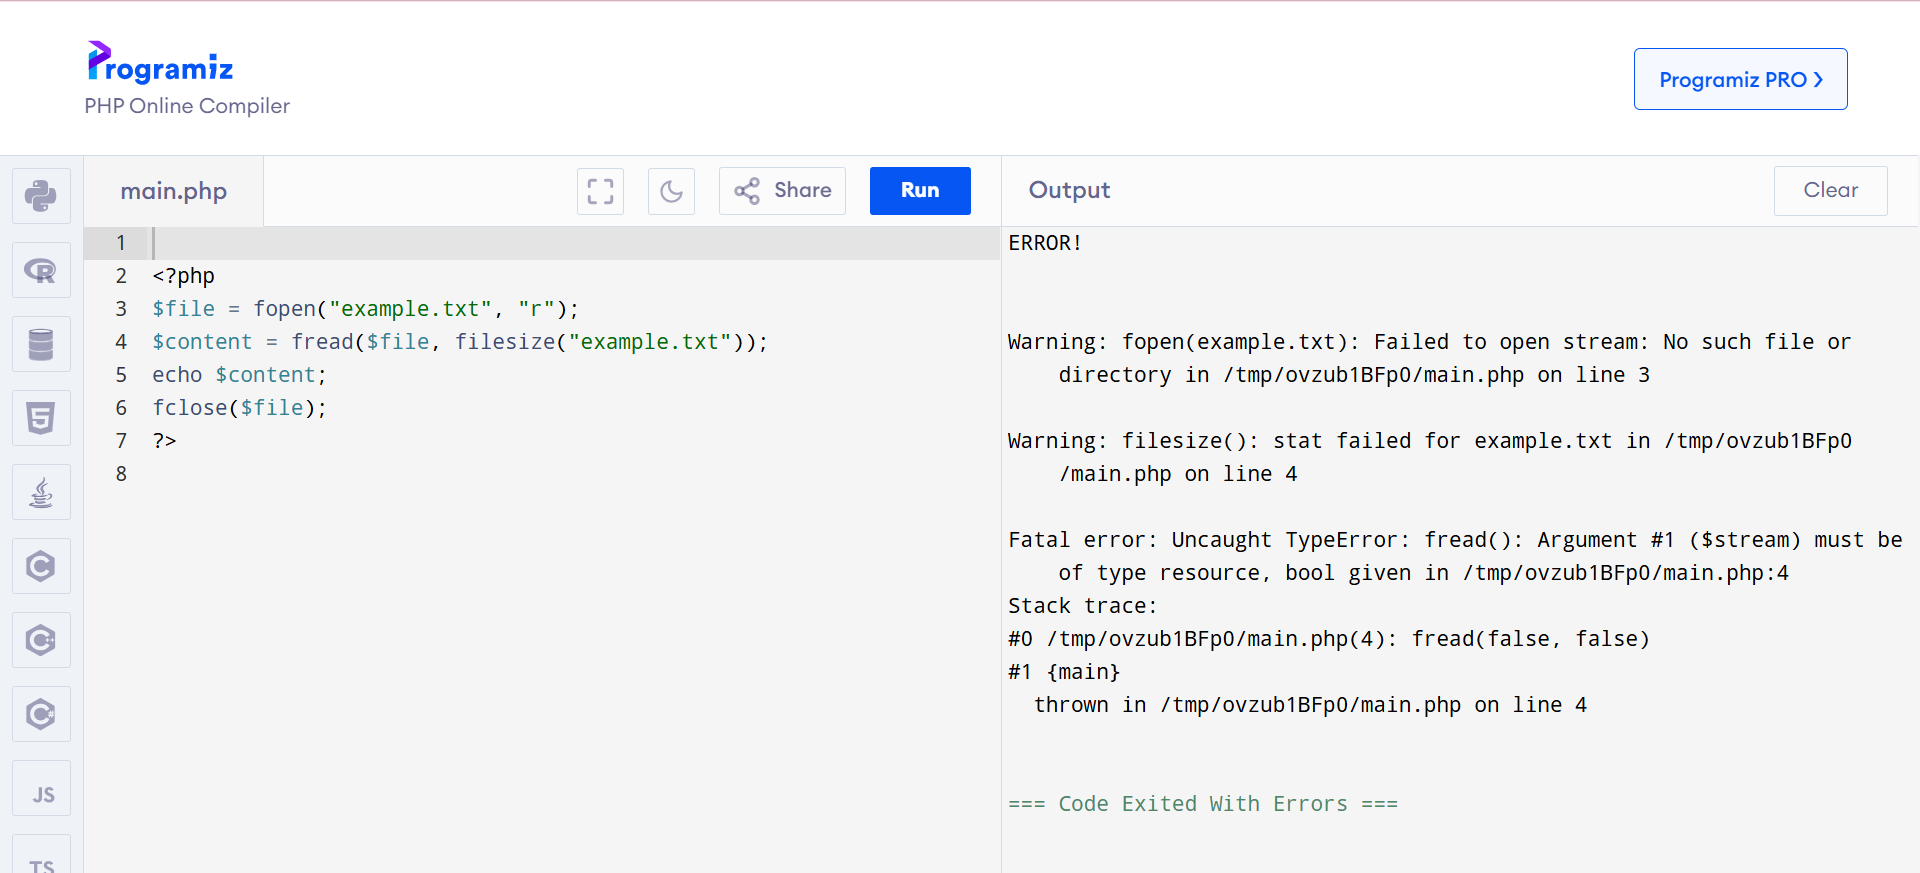 Programiz
PHP Online Compiler
Programiz PRO ❯
main.php
Share
Run
Output
Clear
1
2 <?php
3 $file = fopen("example.txt", "r");
4 $content = fread($file, filesize("example.txt"));
5 echo $content;
6 fclose($file);
7 ?>
8
ERROR!
Warning: fopen(example.txt): Failed to open stream: No such file or
directory in /tmp/ovzub1BFpO/main.php on line 3
Warning: filesize(): stat failed for example.txt in /tmp/ovzub1BFpO
/main.php on line 4
Fatal error: Uncaught TypeError: fread(): Argument #1 ($stream) must be
of type resource, bool given in /tmp/ovzub1BFpO/main.php:4
Stack trace:
#0 /tmp/ovzub1BFpO/main.php(4): fread(false, false)
#1 {main}
thrown in /tmp/ovzub1BFpO/main.php on line 4
=== Code Exited With Errors ===
R
5
C
C++
C#
JS
TS